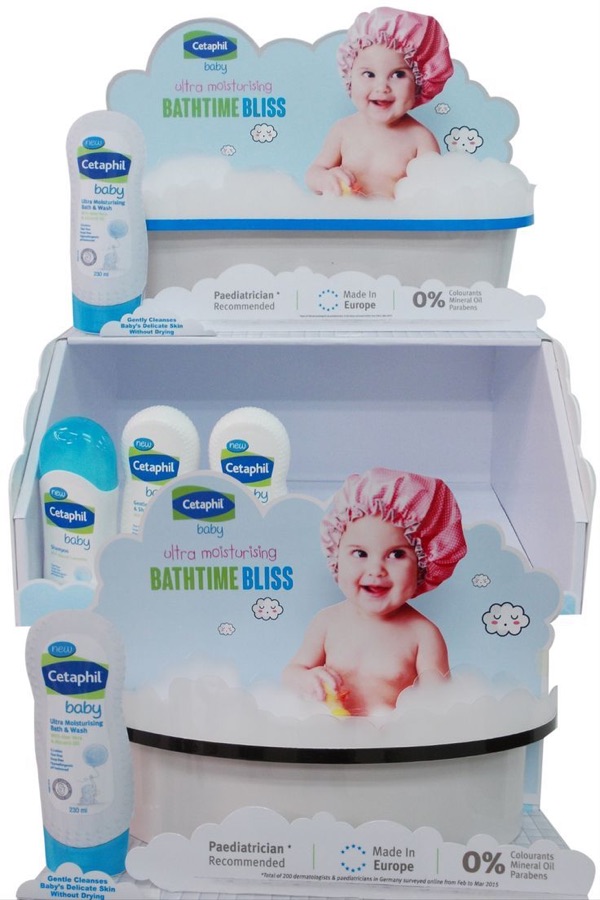 Cetaphil
baby
ultra moisturising
BATHTIME BLISS
new
Cetaphil
baby
Ultra Moisturising
Bath & Wash
230 ml
Gently Cleanses
Baby's Delicate Skin
Without Drying
Paediatrician *
Recommended
Made In
Europe
0%
Colourants
Mineral Oil
Parabens
new
Cetaphil
baby
Shampoo
new
Cetaphil
new
Cetaphil
Cetaphil
baby
ultra moisturising
BATHTIME BLISS
new
Cetaphil
baby
Ultra Moisturising
Bath & Wash
230 ml
Gentle Cleanses
Baby's Delicate Skin
Without Drying
Paediatrician *
Recommended
Made In
Europe
0%
Colourants
Mineral Oil
Parabens
*Total of 200 dermatologists & paediatricians in Germany surveyed online from Feb to Mar 2015